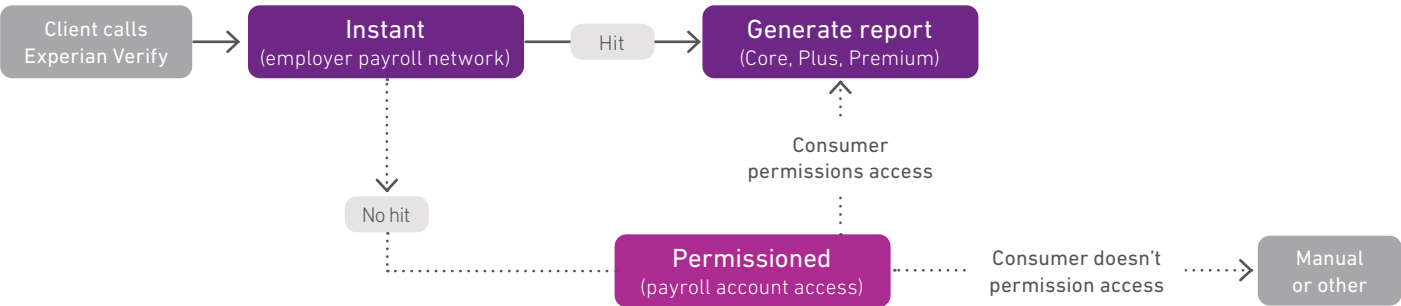 Client calls
Experian Verify
Instant
(employer payroll network)
Hit
Generate report
(Core, Plus, Premium)
Consumer
permissions access
No hit
Permissioned
(payroll account access)
Consumer doesn’t
permission access
Manual
or other